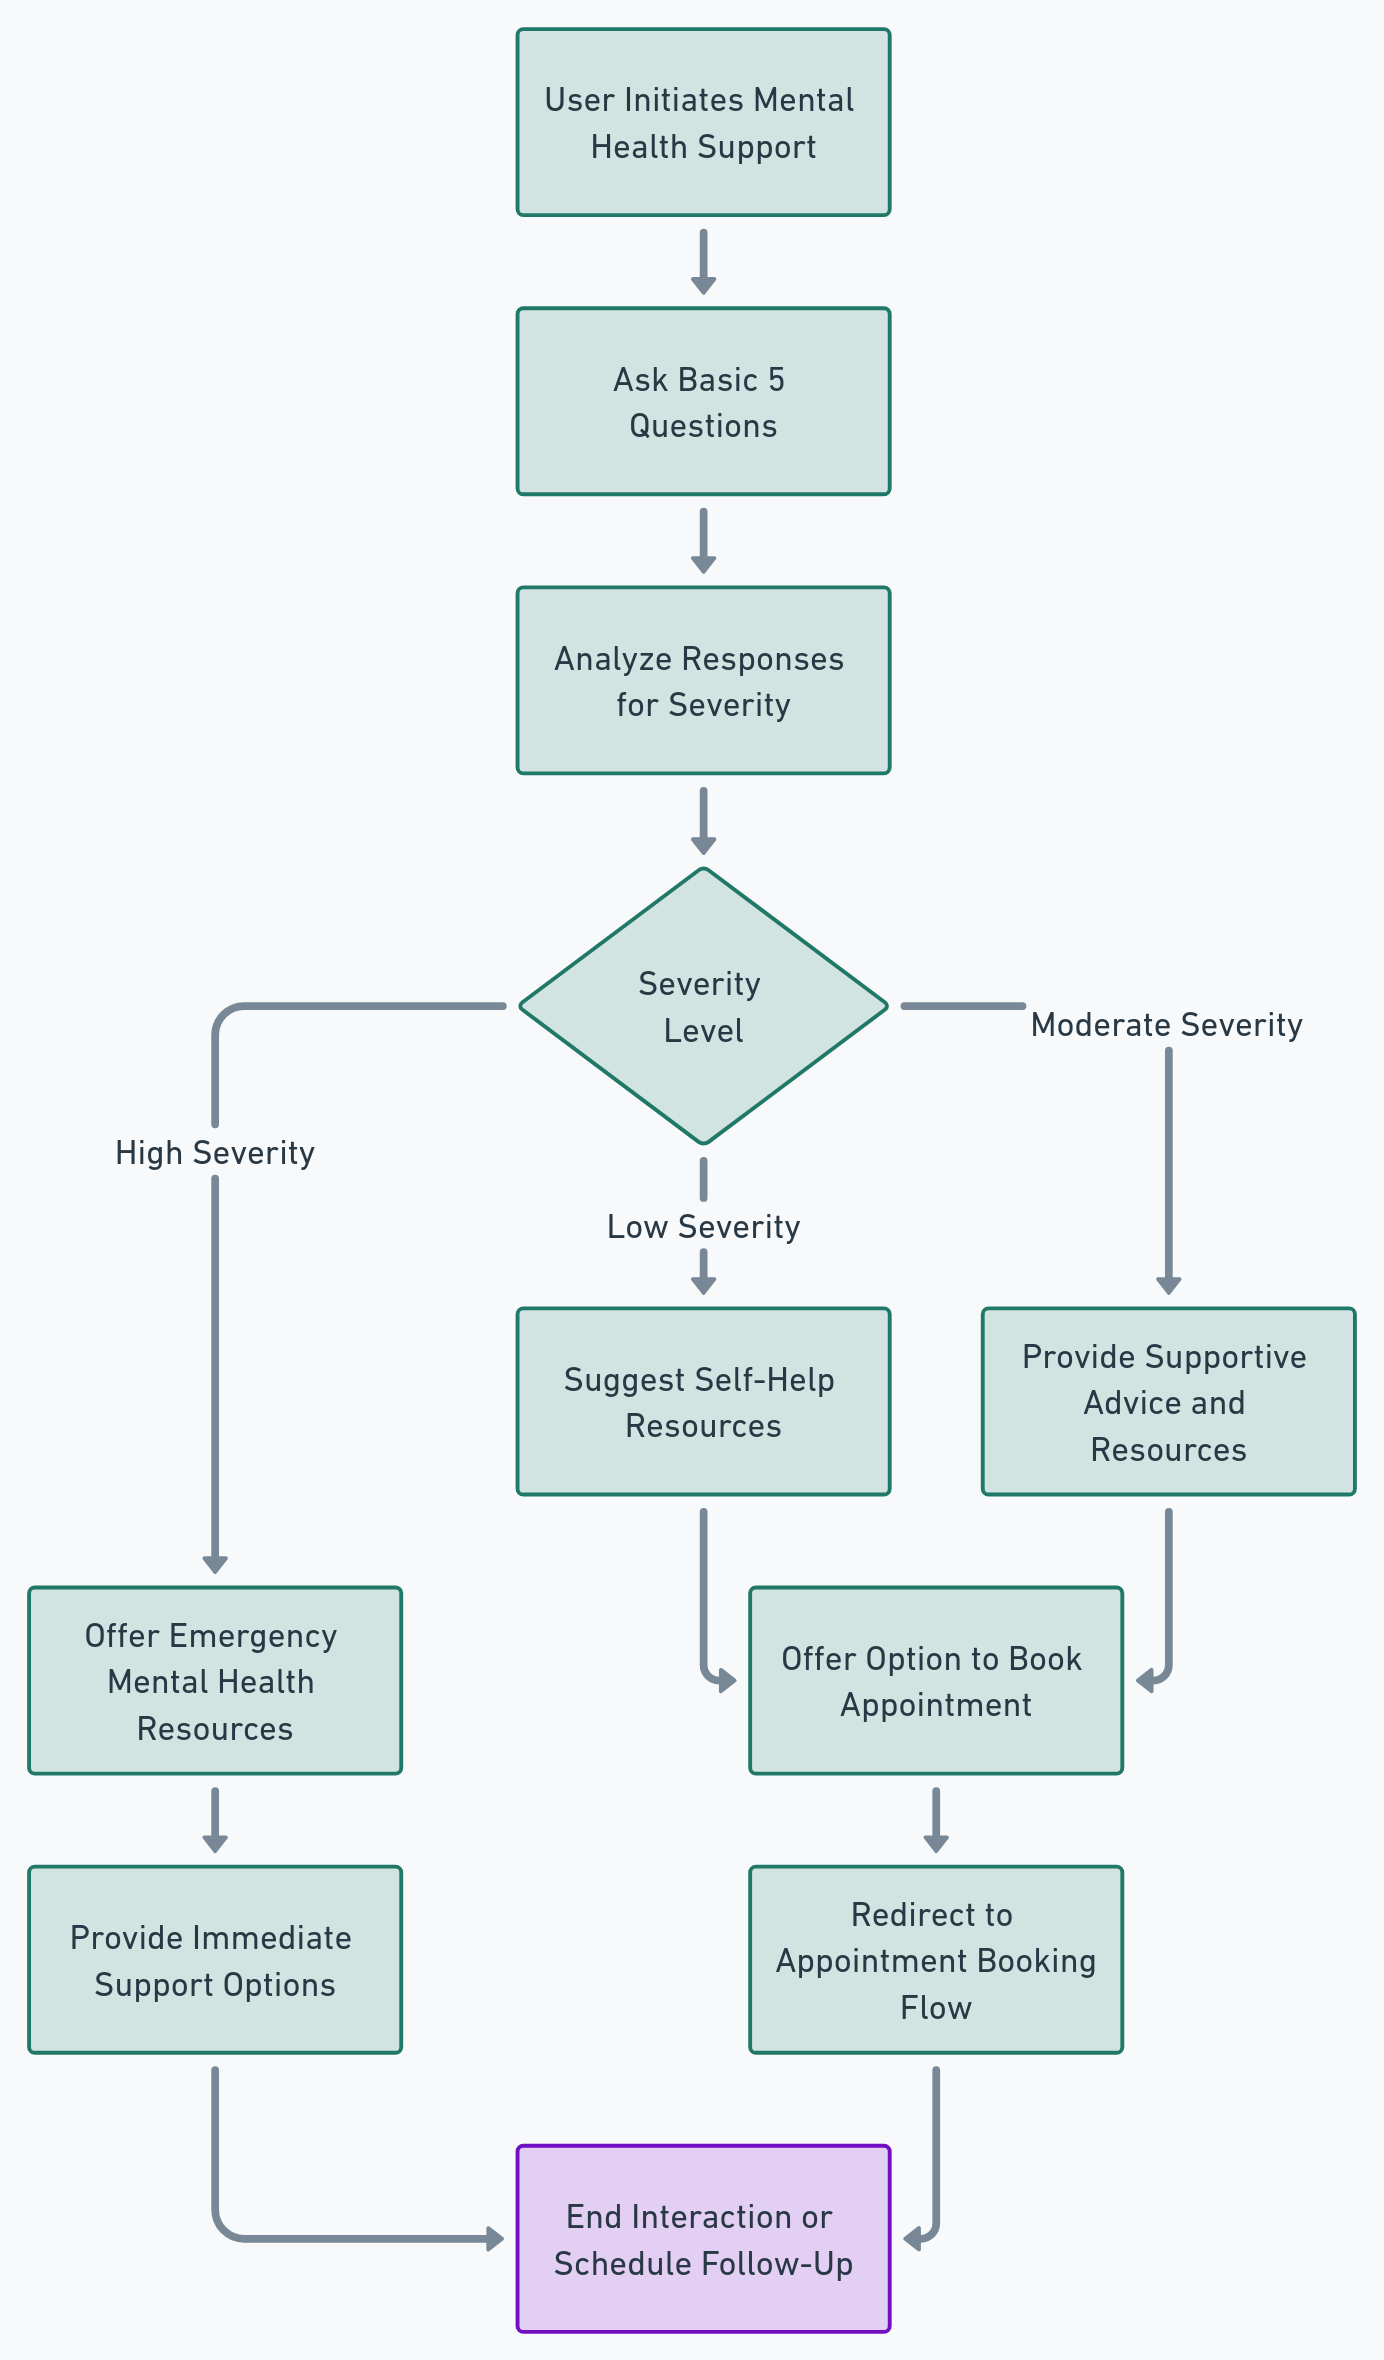 User Initiates Mental
Health Support
Ask Basic 5
Questions
Analyze Responses
for Severity
Severity
Level
Moderate Severity
High Severity
Low Severity
Suggest Self-Help
Resources
Provide Supportive
Advice and
Resources
Offer Emergency
Mental Health
Resources
Offer Option to Book
Appointment
Provide Immediate
Support Options
Redirect to
Appointment Booking
Flow
End Interaction or
Schedule Follow-Up